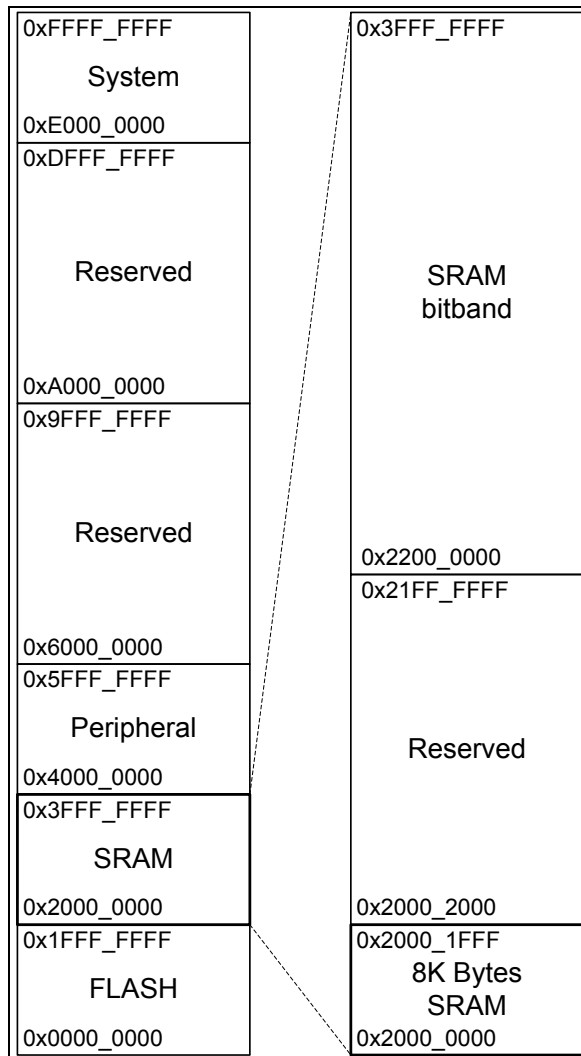 0xFFFF_FFFF
System
0xE000_0000
0xDFFF_FFFF
Reserved
0xA000_0000
0x9FFF_FFFF
Reserved
0x6000_0000
0x5FFF_FFFF
Peripheral
0x4000_0000
0x3FFF_FFFF
SRAM
0x2000_0000
0x1FFF_FFFF
FLASH
0x0000_0000
0x3FFF_FFFF
SRAM
bitband
0x2200_0000
0x21FF_FFFF
Reserved
0x2000_2000
0x2000_1FFF
8K Bytes
SRAM
0x2000_0000